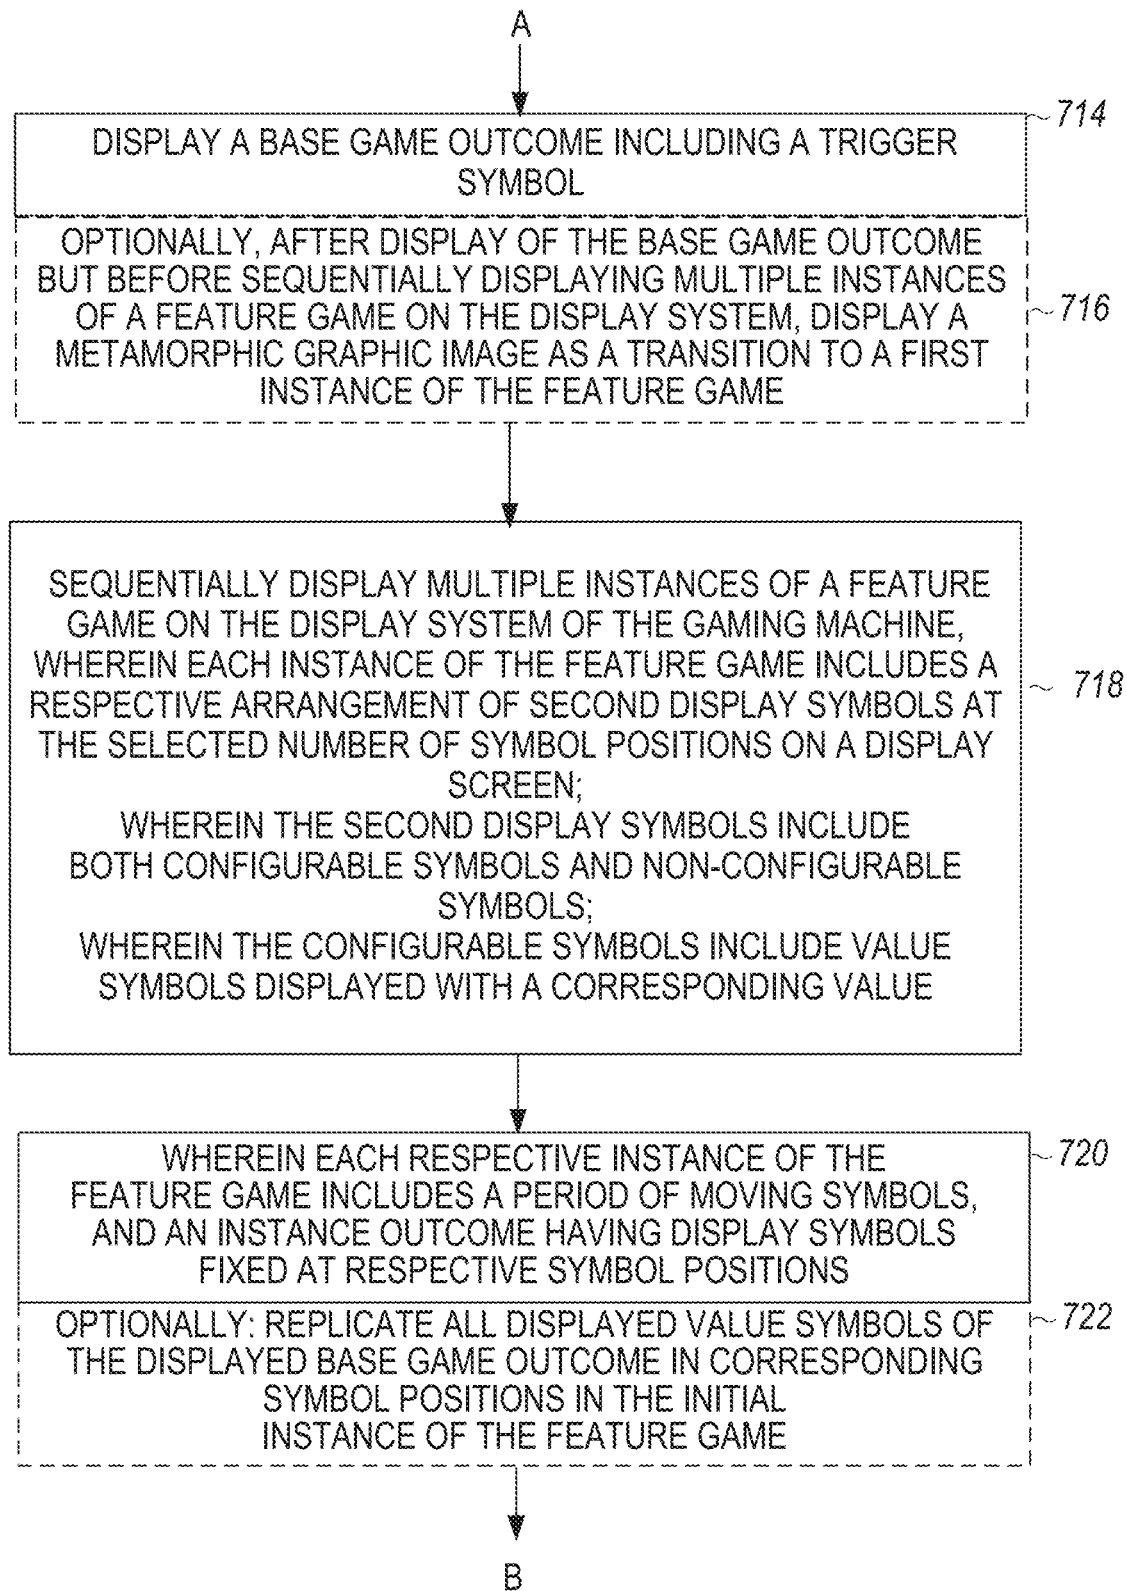 A
714
DISPLAY A BASE GAME OUTCOME INCLUDING A TRIGGER
SYMBOL
OPTIONALLY, AFTER DISPLAY OF THE BASE GAME OUTCOME
BUT BEFORE SEQUENTIALLY DISPLAYING MULTIPLE INSTANCES
OF A FEATURE GAME ON THE DISPLAY SYSTEM, DISPLAY A
METAMORPHIC GRAPHIC IMAGE AS A TRANSITION TO A FIRST
INSTANCE OF THE FEATURE GAME
716
SEQUENTIALLY DISPLAY MULTIPLE INSTANCES OF A FEATURE
GAME ON THE DISPLAY SYSTEM OF THE GAMING MACHINE,
WHEREIN EACH INSTANCE OF THE FEATURE GAME INCLUDES A
RESPECTIVE ARRANGEMENT OF SECOND DISPLAY SYMBOLS AT
THE SELECTED NUMBER OF SYMBOL POSITIONS ON A DISPLAY
SCREEN;
WHEREIN THE SECOND DISPLAY SYMBOLS INCLUDE
BOTH CONFIGURABLE SYMBOLS AND NON-CONFIGURABLE
SYMBOLS;
WHEREIN THE CONFIGURABLE SYMBOLS INCLUDE VALUE
SYMBOLS DISPLAYED WITH A CORRESPONDING VALUE
718
WHEREIN EACH RESPECTIVE INSTANCE OF THE
FEATURE GAME INCLUDES A PERIOD OF MOVING SYMBOLS,
AND AN INSTANCE OUTCOME HAVING DISPLAY SYMBOLS
FIXED AT RESPECTIVE SYMBOL POSITIONS
720
OPTIONALLY: REPLICATE ALL DISPLAYED VALUE SYMBOLS OF
THE DISPLAYED BASE GAME OUTCOME IN CORRESPONDING
SYMBOL POSITIONS IN THE INITIAL
INSTANCE OF THE FEATURE GAME
722
B